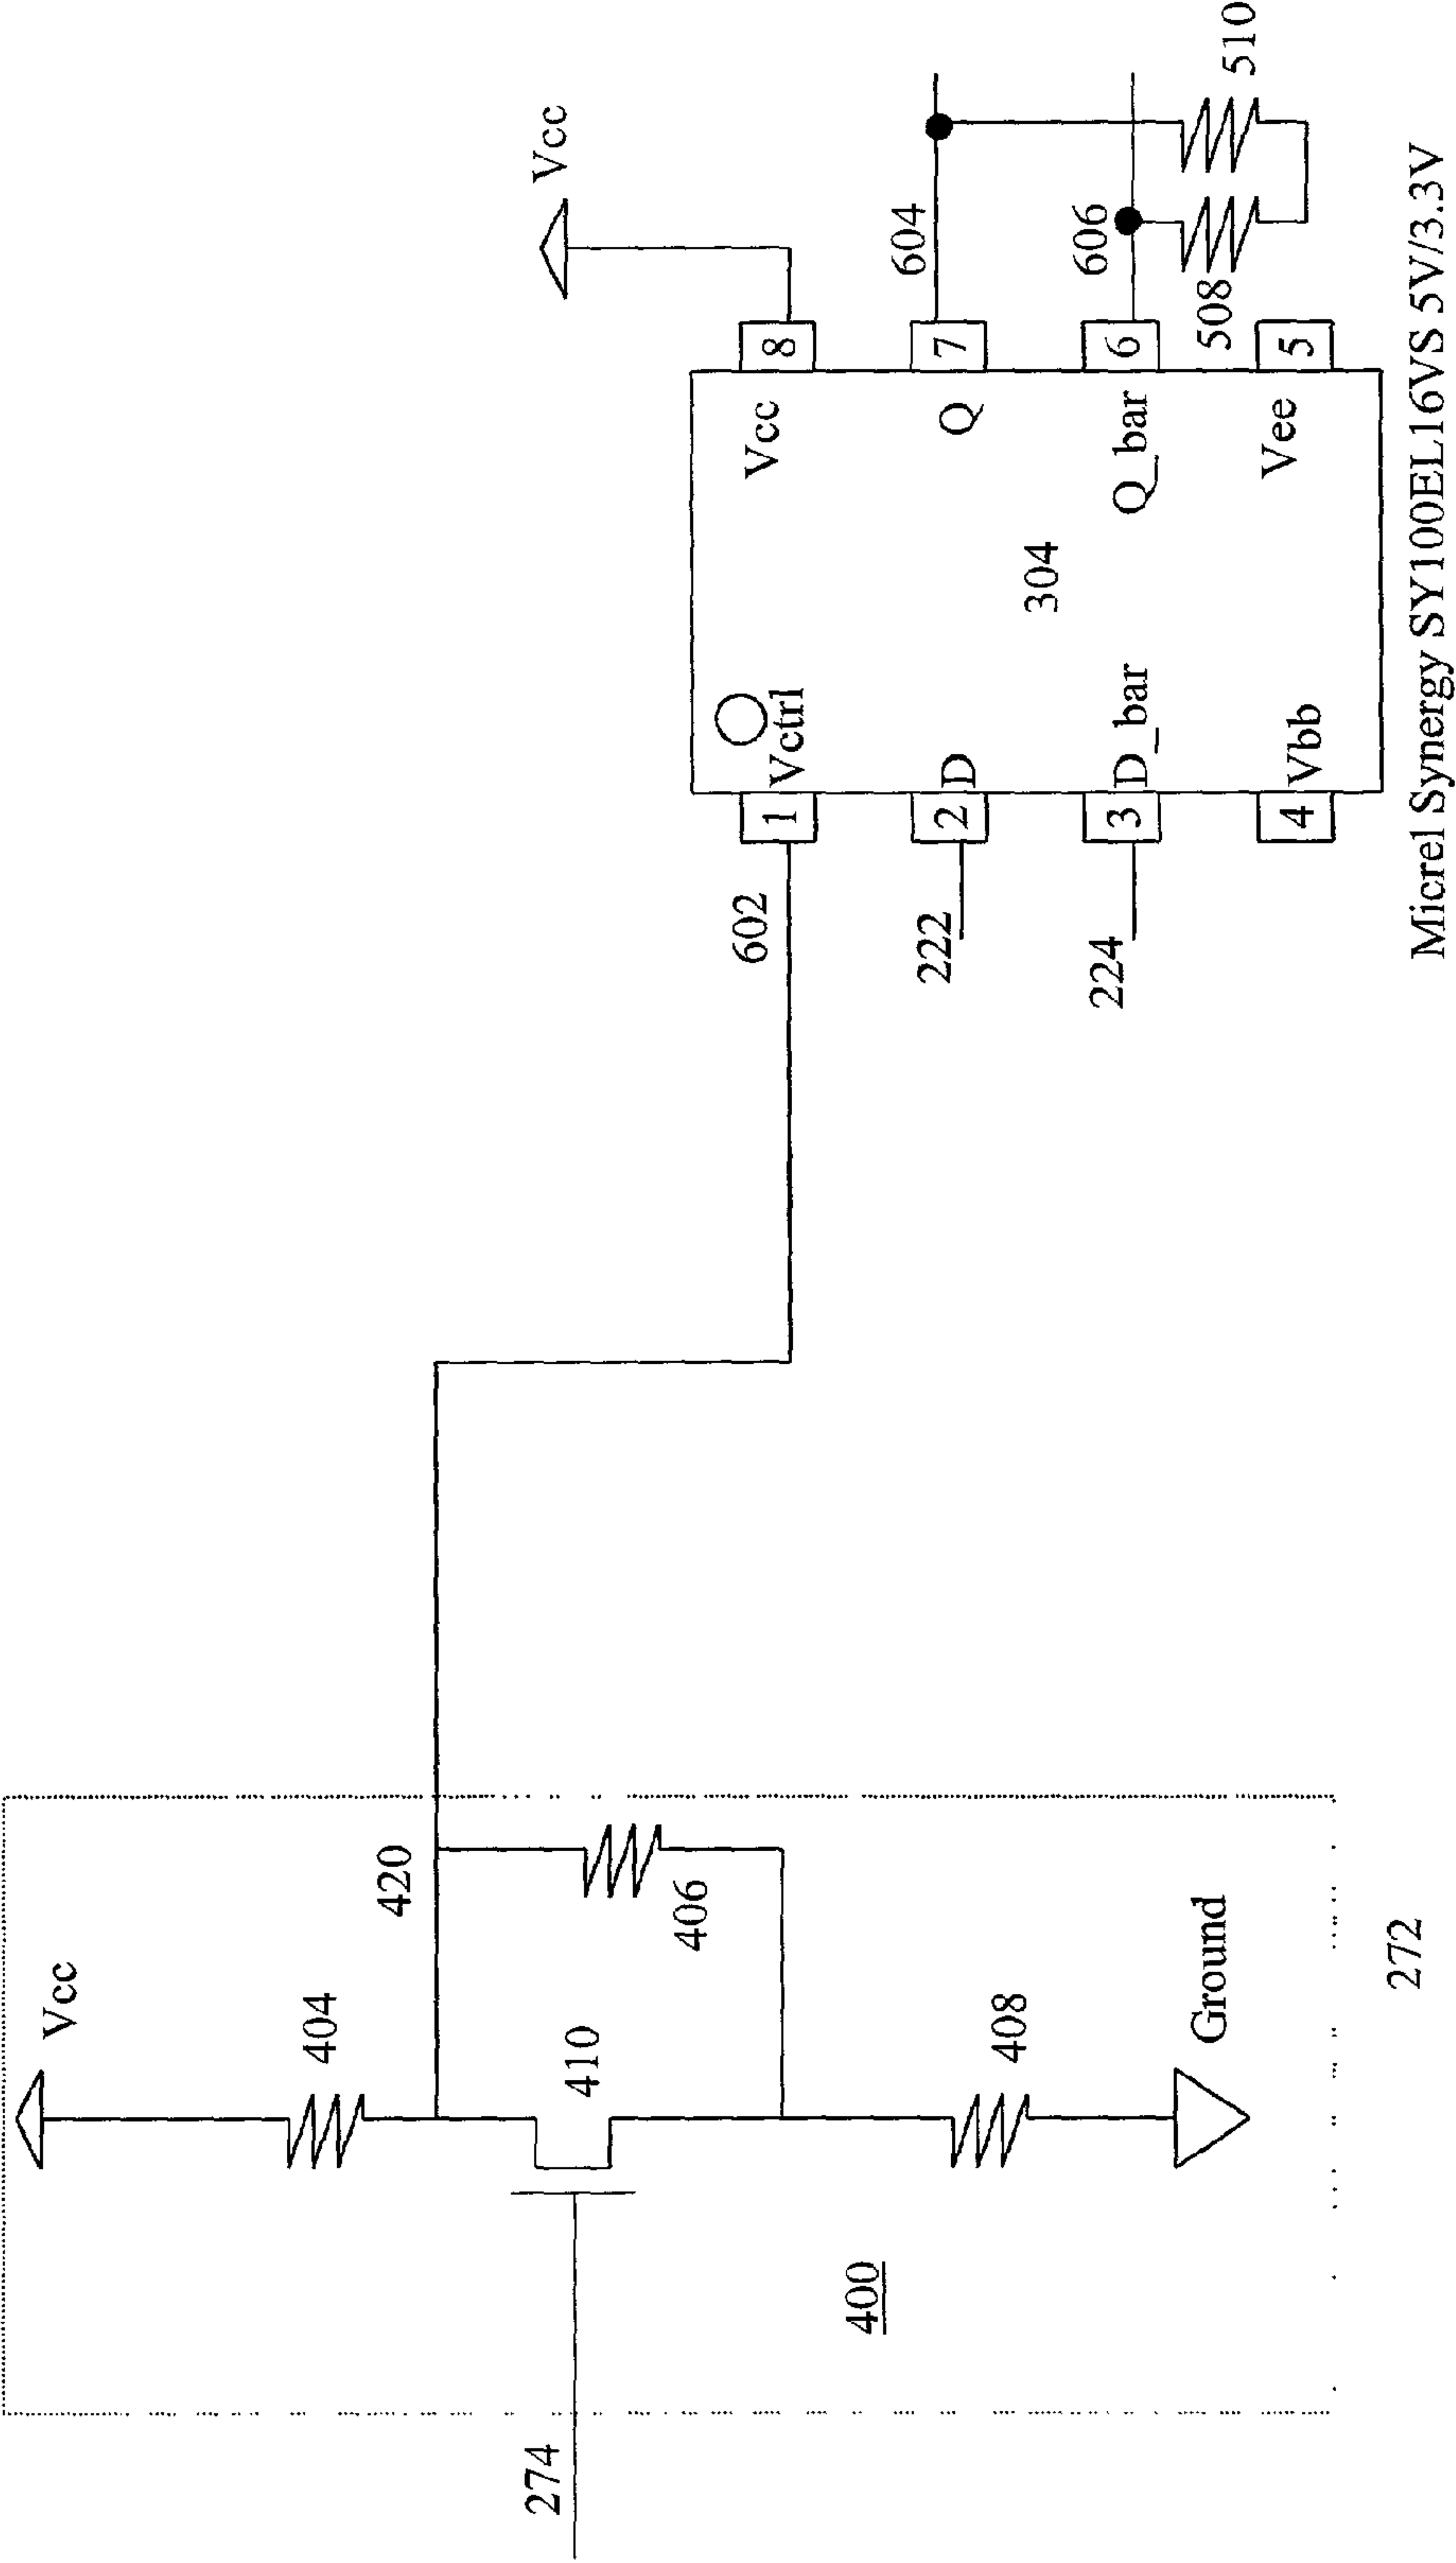 Vcc
404
420
410
406
408
Ground
274
400
272
Vcc
602
1
Vctrl
Vcc
8
604
222
2
D
Q
7
304
606
224
3
D_bar
Q_bar
6
508
510
4
Vbb
Vee
5
Micrel Synergy SY100EL16VS 5V/3.3V